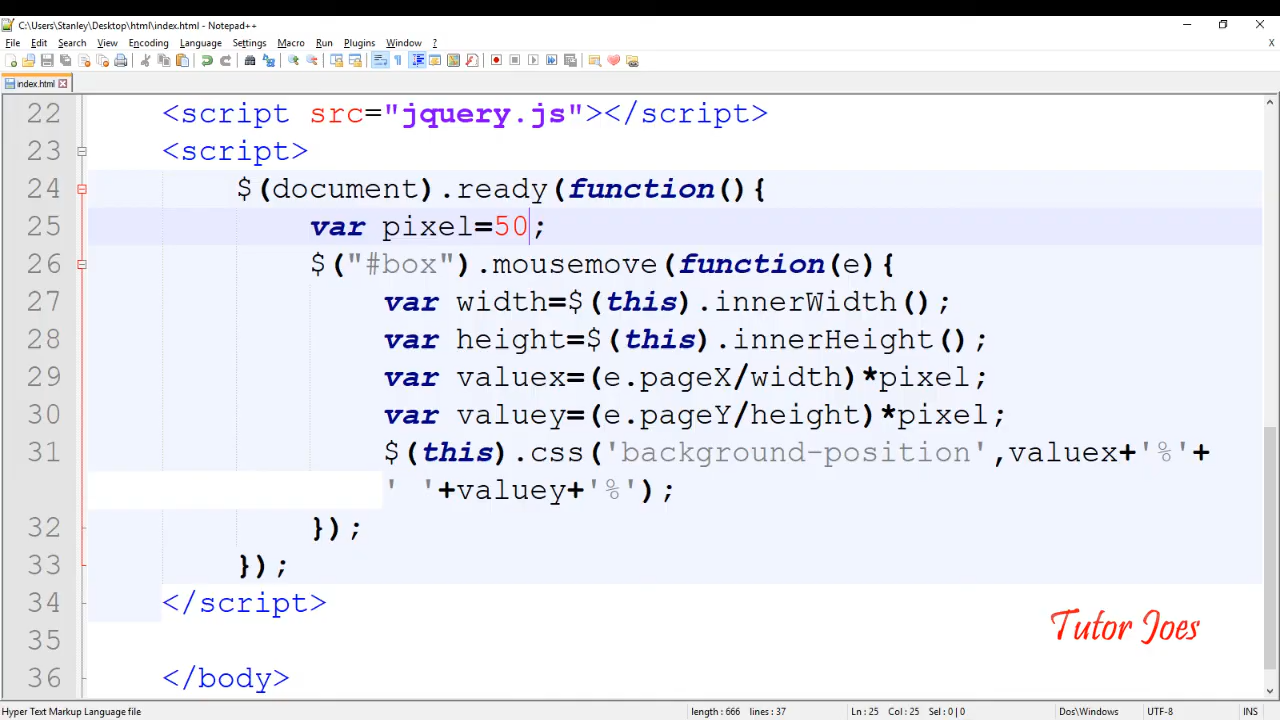 C:\Users\Stanley\Desktop\html\index.html - Notepad++
File Edit Search View Encoding Language Settings Macro Run Plugins Window ? X
index.html
22 <script src="jquery.js"></script>
23 <script>
24 $(document).ready(function(){
25 var pixel=50;
26 $("#box").mousemove(function(e){
27 var width=$(this).innerWidth();
28 var height=$(this).innerHeight();
29 var valuex=(e.pageX/width)*pixel;
30 var valuey=(e.pageY/height)*pixel;
31 $(this).css('background-position',valuex+'%'+
' '+valuey+'%');
32 });
33 });
34 </script>
35
36 </body>
Tutor Joes
Hyper Text Markup Language file length : 666 lines : 37 Ln : 25 Col : 25 Sel : 0 | 0 Dos\Windows UTF-8 INS